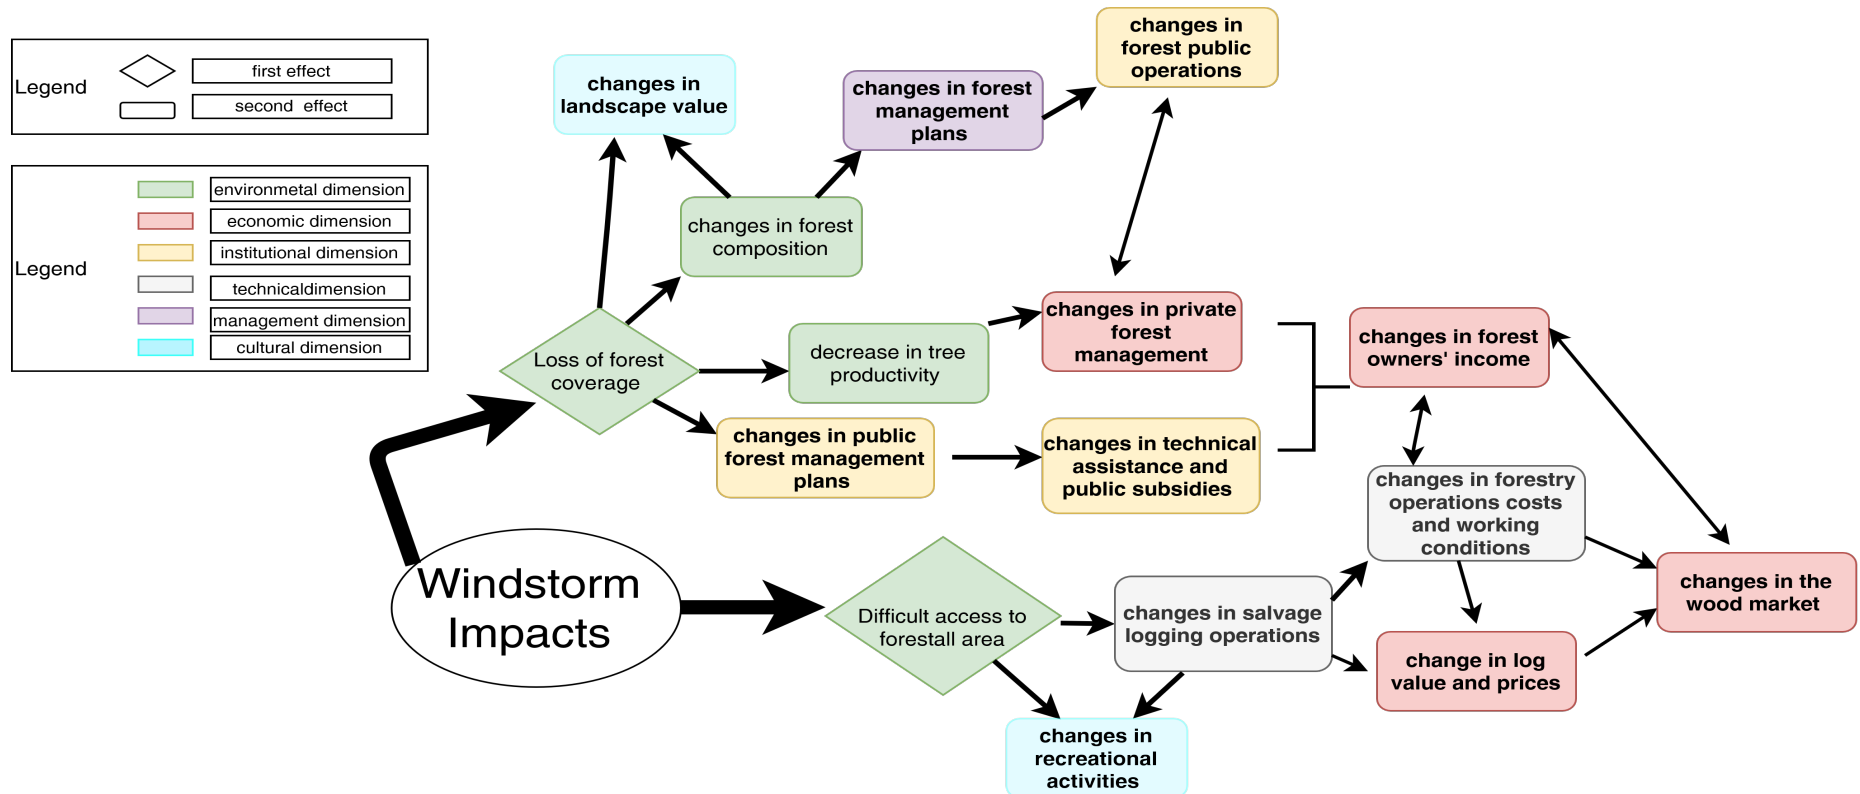 Legend
first effect
second effect
Legend
environmetal dimension
economic dimension
institutional dimension
technicaldimension
management dimension
cultural dimension
changes in
landscape value
changes in forest
management
plans
changes in
forest public
operations
changes in forest
composition
Loss of forest
coverage
decrease in tree
productivity
changes in private
forest
management
changes in forest
owners' income
changes in public
forest management
plans
changes in technical
assistance and
public subsidies
changes in forestry
operations costs
and working
conditions
Windstorm
Impacts
Difficult access to
forestall area
changes in salvage
logging operations
changes in the
wood market
change in log
value and prices
changes in
recreational
activities